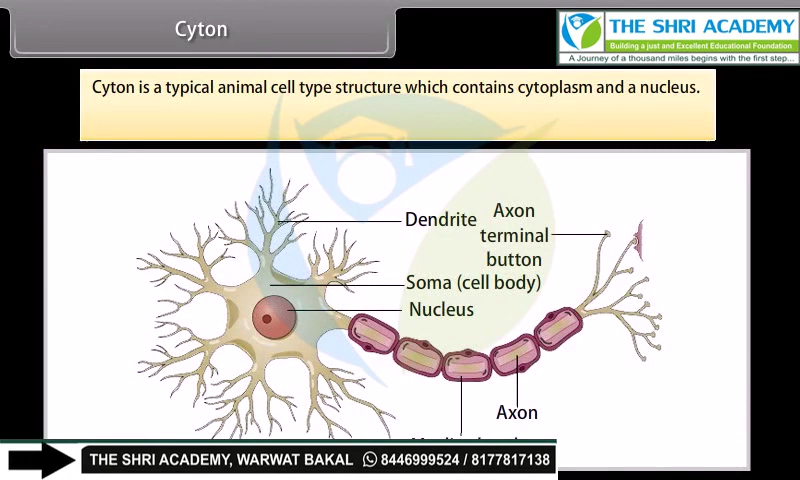 Cyton
THE SHRI ACADEMY
Building a just and Excellent Educational Foundation
A Journey of a thousand miles begins with the first step...
Cyton is a typical animal cell type structure which contains cytoplasm and a nucleus.
Dendrite
Axon
terminal
button
Soma (cell body)
Nucleus
Axon
THE SHRI ACADEMY, WARWAT BAKAL 8446999524 / 8177817138